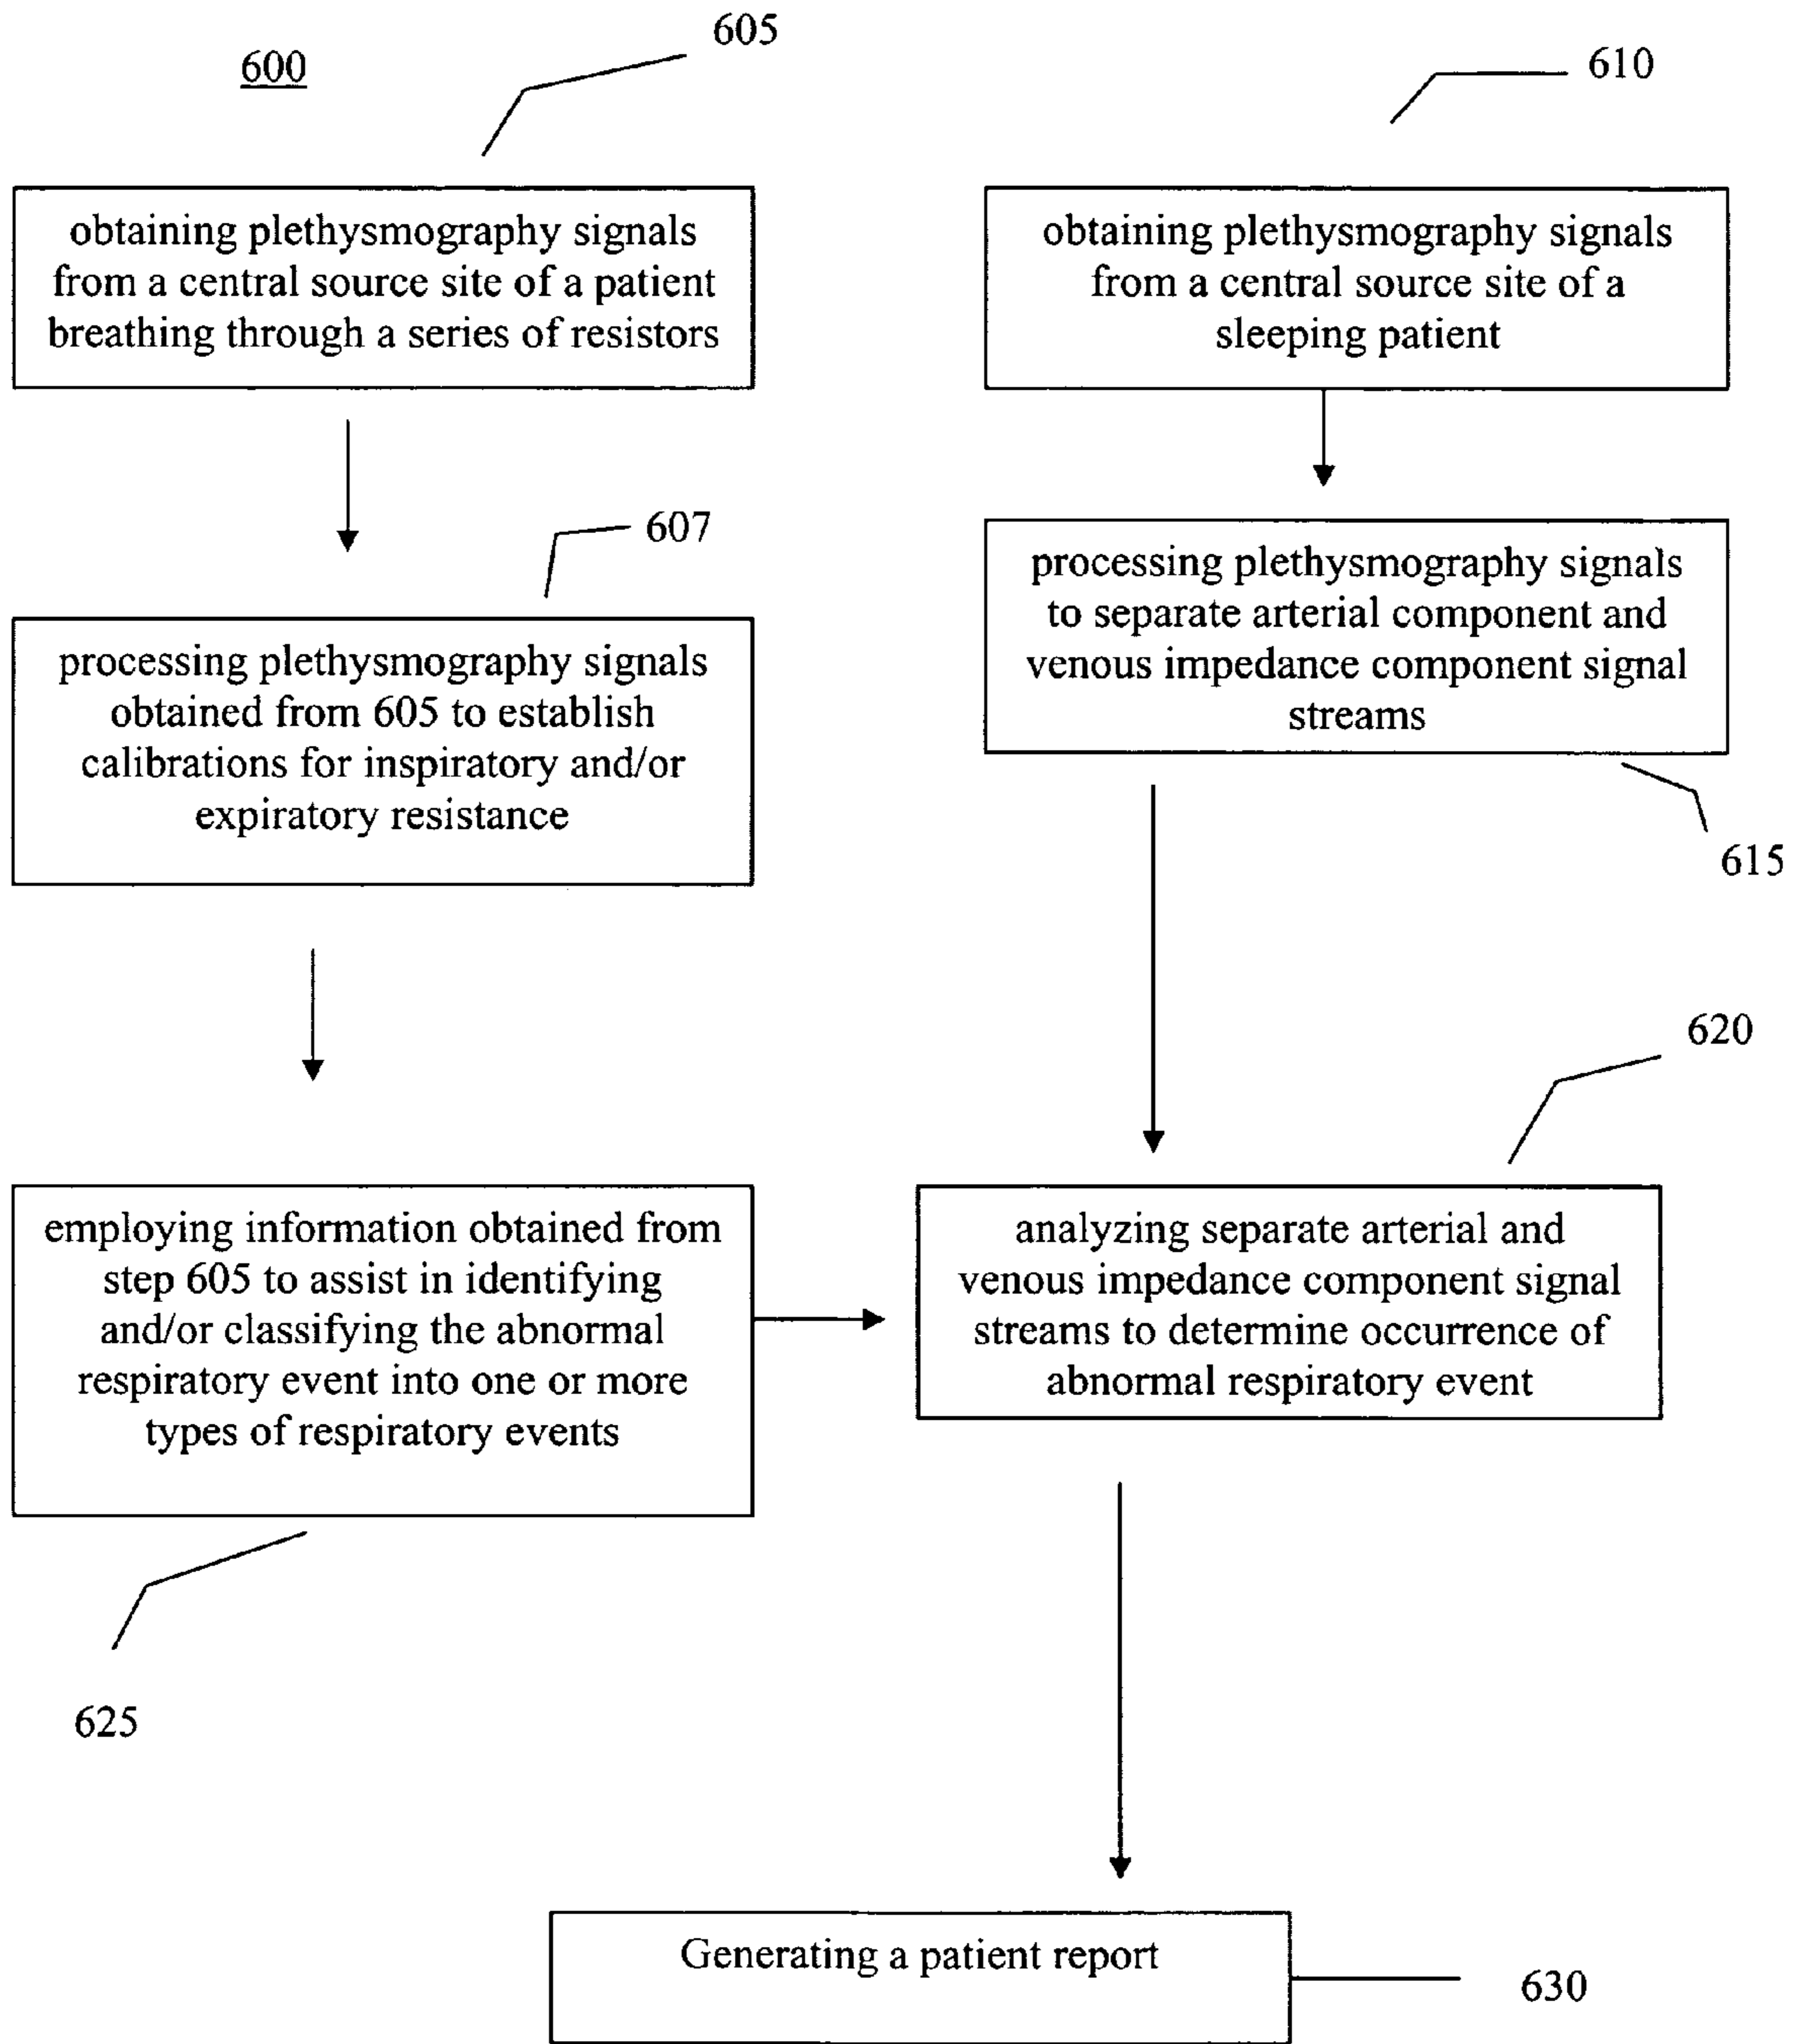 600
605
610
obtaining plethysmography signals
from a central source site of a patient
breathing through a series of resistors
obtaining plethysmography signals
from a central source site of a
sleeping patient
607
processing plethysmography signals
obtained from 605 to establish
calibrations for inspiratory and/or
expiratory resistance
processing plethysmography signals
to separate arterial component and
venous impedance component signal
streams
615
620
employing information obtained from
step 605 to assist in identifying
and/or classifying the abnormal
respiratory event into one or more
types of respiratory events
analyzing separate arterial and
venous impedance component signal
streams to determine occurrence of
abnormal respiratory event
625
Generating a patient report
630